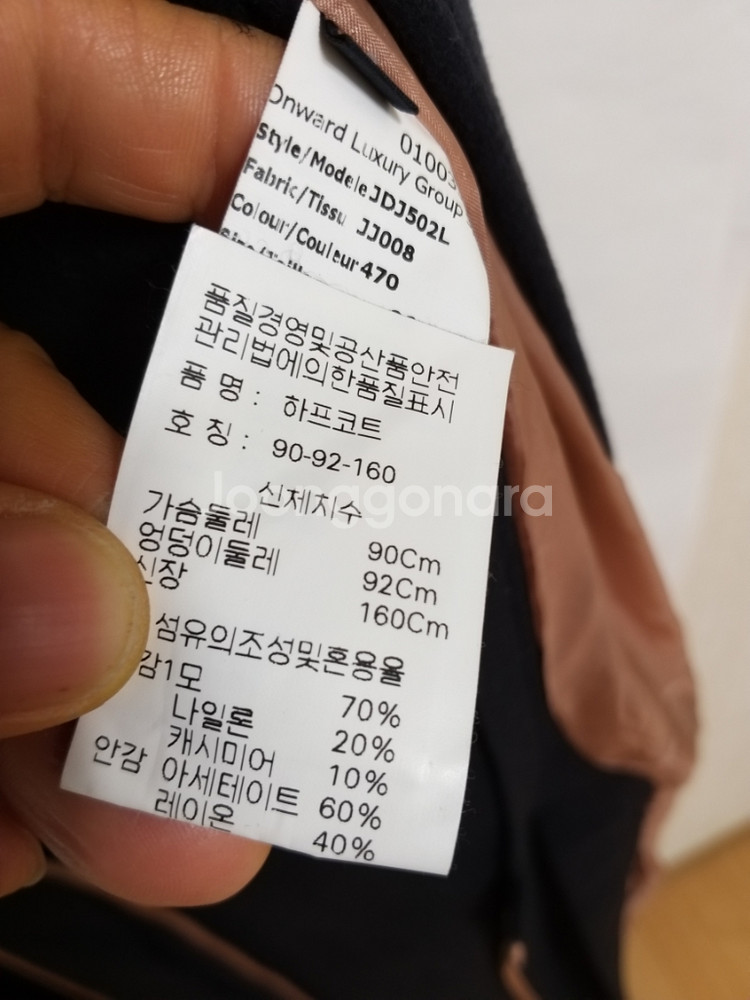 Onward Luxury Group
Style/Modele JDJ502L
Fabric/Tissu JJ008
Colour/Couleur 470
품질경영및공산품안전
관리법에의한품질표시
품 명 : 하프코트
호 칭 : 90-92-160
신체치수
가슴둘레 90Cm
엉덩이둘레 92Cm
신장 160Cm
섬유의조성및혼용율
감1모 70%
나일론 20%
캐시미어 10%
안감 아세테이트 60%
레이온 40%